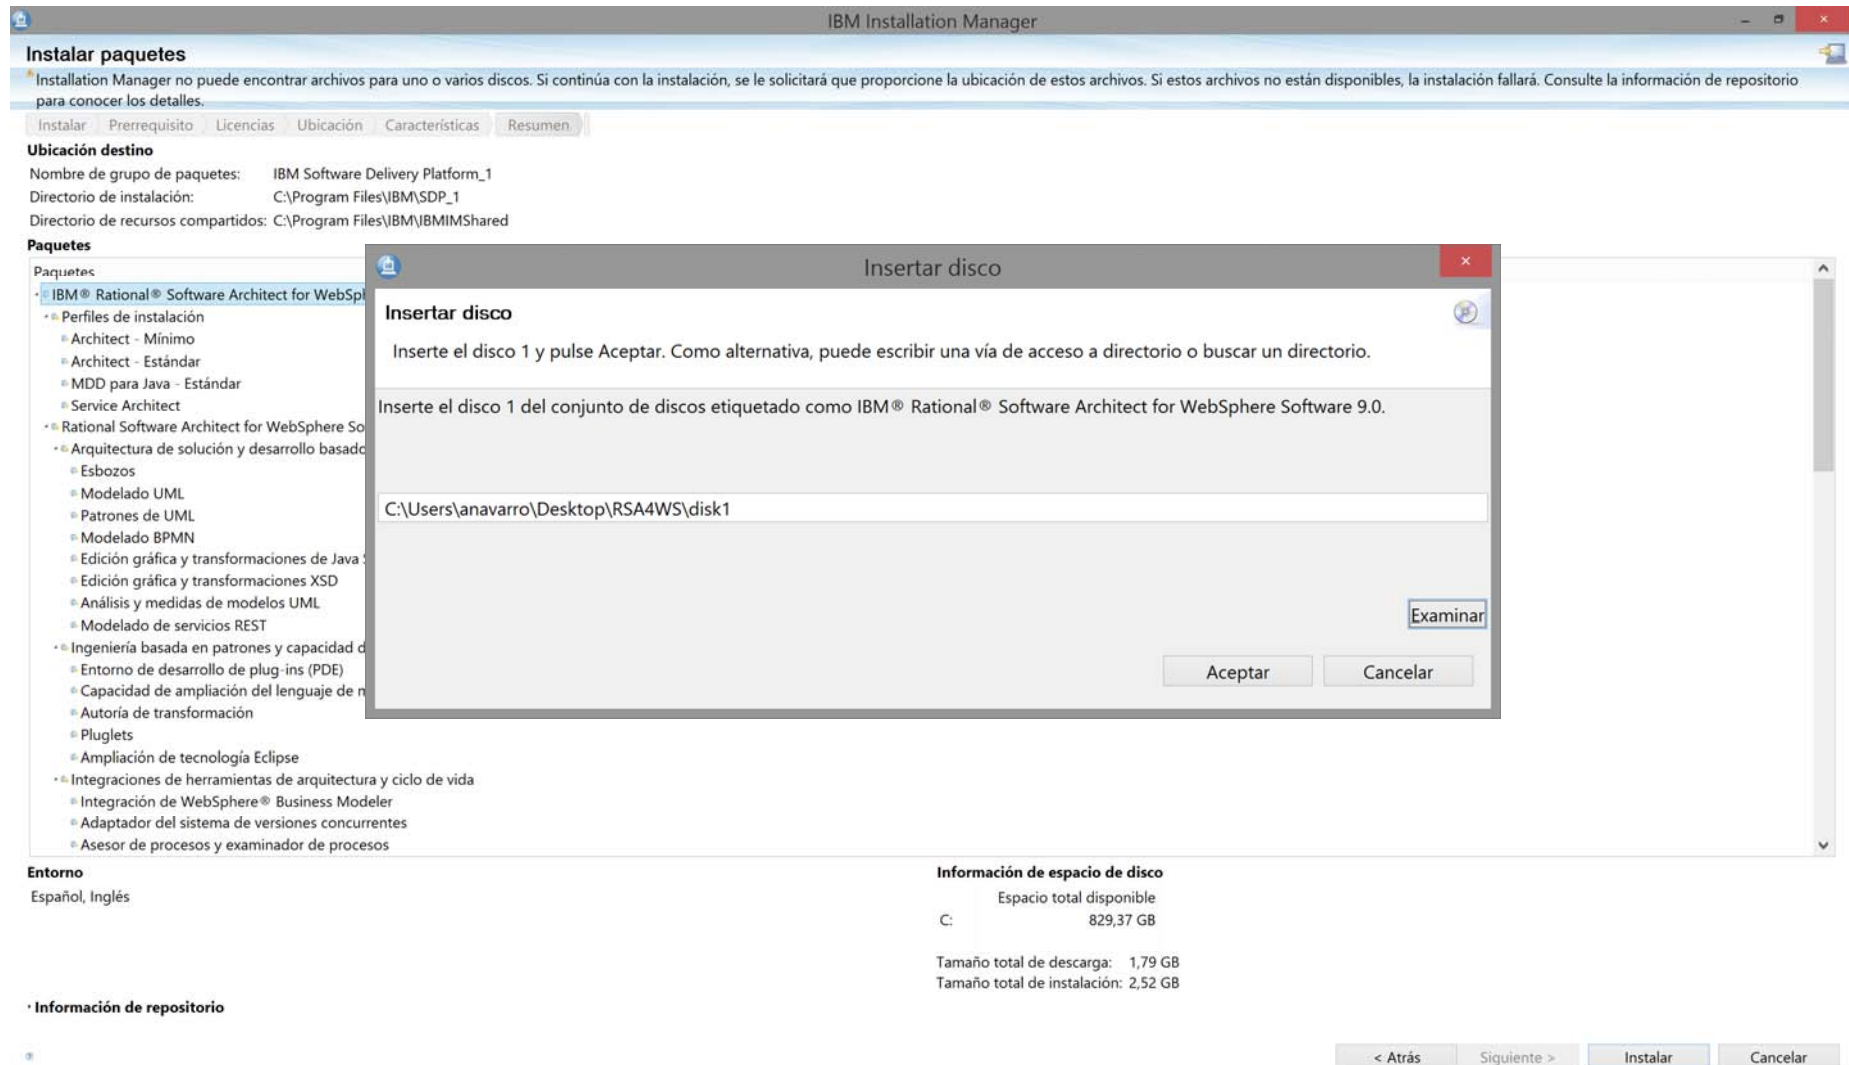 IBM Installation Manager
Instalar paquetes
Installation Manager no puede encontrar archivos para uno o varios discos. Si continúa con la instalación, se le solicitará que proporcione la ubicación de estos archivos. Si estos archivos no están disponibles, la instalación fallará. Consulte la información de repositorio
para conocer los detalles.
Instalar Prerrequisito Licencias Ubicación Características Resumen
Ubicación destino
Nombre de grupo de paquetes: IBM Software Delivery Platform_1
Directorio de instalación: C:\Program Files\IBM\SDP_1
Directorio de recursos compartidos: C:\Program Files\IBM\IBMIMShared
Paquetes
Paquetes
IBM® Rational® Software Architect for WebSpl
Perfiles de instalación
Architect - Mínimo
Architect - Estándar
MDD para Java - Estándar
Service Architect
Rational Software Architect for WebSphere So
Arquitectura de solución y desarrollo basado
Esbozos
Modelado UML
Patrones de UML
Modelado BPMN
Edición gráfica y transformaciones de Java
Edición gráfica y transformaciones XSD
Análisis y medidas de modelos UML
Modelado de servicios REST
Ingeniería basada en patrones y capacidad d
Entorno de desarrollo de plug-ins (PDE)
Capacidad de ampliación del lenguaje de
Autoría de transformación
Pluglets
Ampliación de tecnología Eclipse
Integraciones de herramientas de arquitectura y ciclo de vida
Integración de WebSphere® Business Modeler
Adaptador del sistema de versiones concurrentes
Asesor de procesos y examinador de procesos
Insertar disco
Insertar disco
Inserte el disco 1 y pulse Aceptar. Como alternativa, puede escribir una vía de acceso a directorio o buscar un directorio.
Inserte el disco 1 del conjunto de discos etiquetado como IBM® Rational® Software Architect for WebSphere Software 9.0.
C:\Users\anavarro\Desktop\RSA4WS\disk1
Examinar
Aceptar Cancelar
Entorno
Español, Inglés
Información de espacio de disco
Espacio total disponible
C: 829,37 GB
Tamaño total de descarga: 1,79 GB
Tamaño total de instalación: 2,52 GB
Información de repositorio
< Atrás Siguiente > Instalar Cancelar